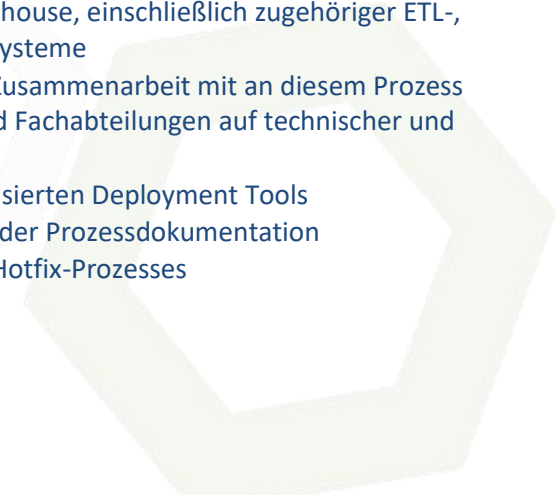 house, einschließlich zugehöriger ETL-,
ysteme
Zusammenarbeit mit an diesem Prozess
d Fachabteilungen auf technischer und
sierten Deployment Tools
der Prozessdokumentation
Hotfix-Prozesses